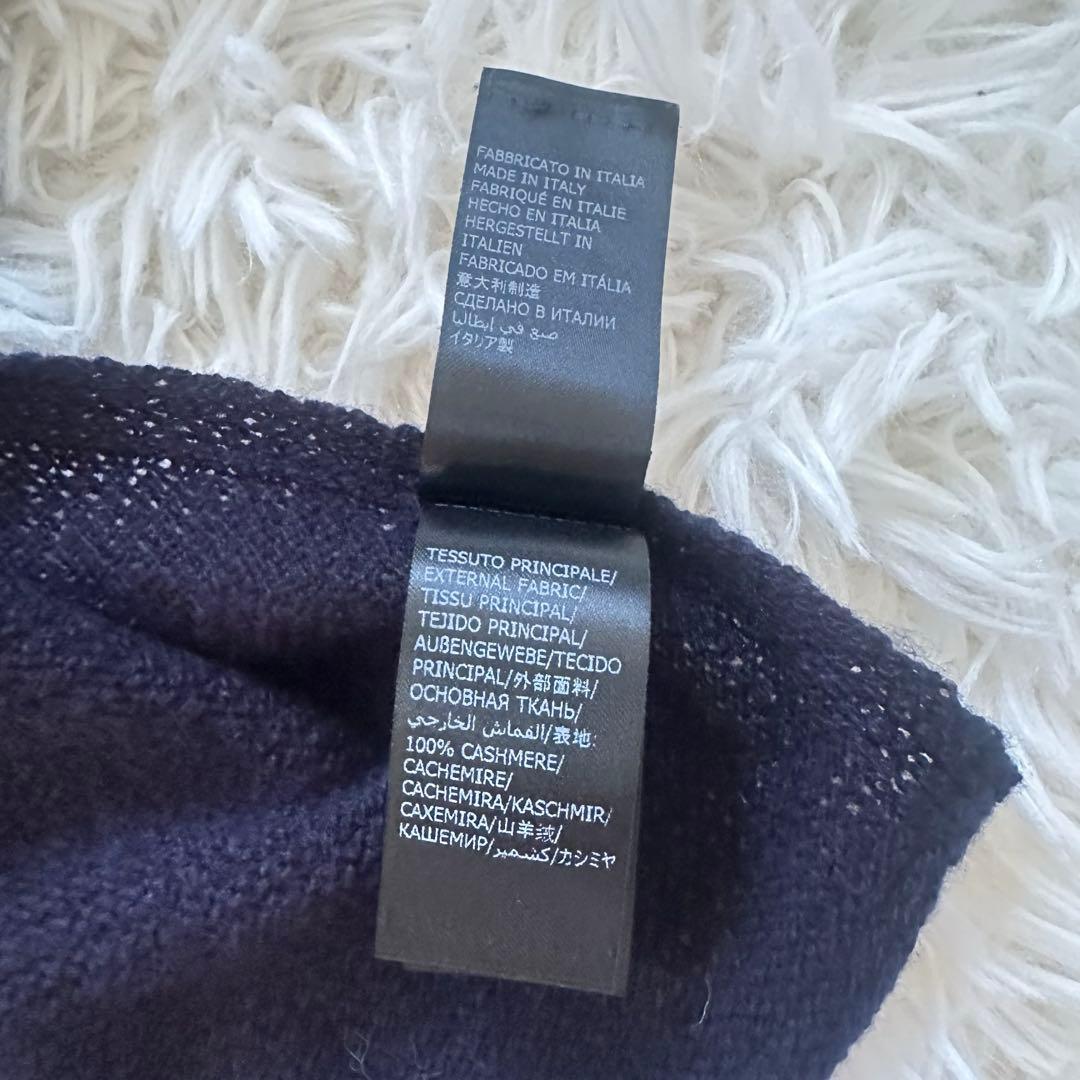 FABBRICATO IN ITALIA
MADE IN ITALY
FABRIQUÉ EN ITALIE
HECHO EN ITALIA
HERGESTELLT IN
ITALIEN
FABRICADO EM ITÁLIA
意大利制造
СДЕЛАНО В ИТАЛИИ
صنع في ايطاليا
イタリア製
TESSUTO PRINCIPALE/
EXTERNAL FABRIC/
TISSU PRINCIPAL/
TEJIDO PRINCIPAL/
AUßENGEWEBE/TECIDO
PRINCIPAL/外部面料/
ОСНОВНАЯ ТКАНЬ/
القماش الخارجي/表地:
100% CASHMERE/
CACHEMIRE/
CACHEMIRA/KASCHMIR/
CAXEMIRA/山羊绒/
КАШЕМИР/كشمير/カシミヤ